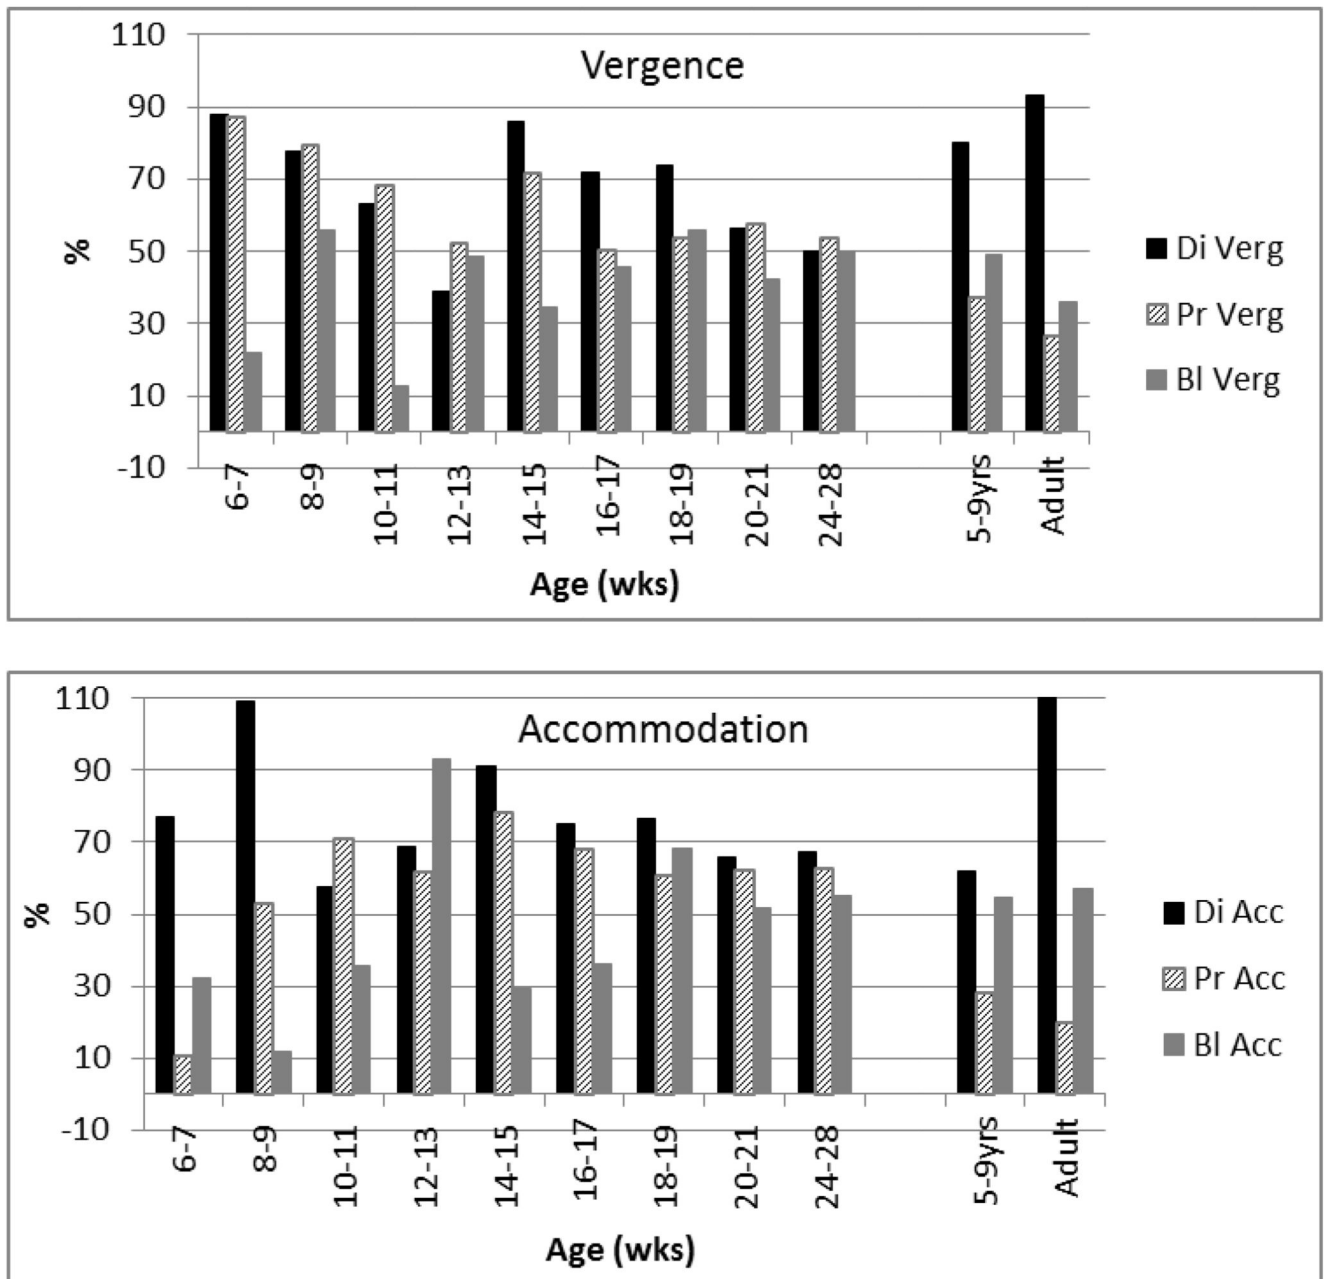 Vergence
110
90
70
50
30
10
-10
%
6-7
8-9
10-11
12-13
14-15
16-17
18-19
20-21
24-28
5-9yrs
Adult
Age (wks)
Di Verg
Pr Verg
Bl Verg
Accommodation
110
90
70
50
30
10
-10
%
6-7
8-9
10-11
12-13
14-15
16-17
18-19
20-21
24-28
5-9yrs
Adult
Age (wks)
Di Acc
Pr Acc
Bl Acc